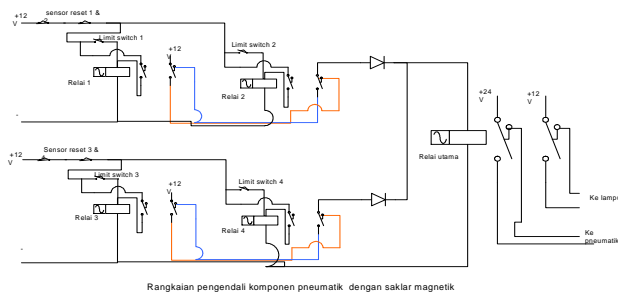 +12
V
sensor reset 1 &
2
Limit switch 1
+12
V
Limit switch 2
Relai 1
Relai 2
-
+24
V
+12
V
Relai utama
+12
V
Sensor reset 3 &
Limit switch 3
+12
V
Limit switch 4
Relai 3
Relai 4
-
Ke lampu
Ke
pneumatik
Rangkaian pengendali komponen pneumatik dengan saklar magnetik